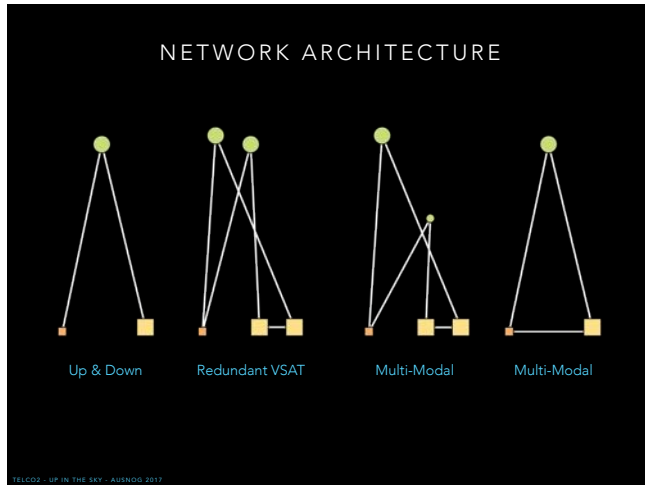 NETWORK ARCHITECTURE
Up & Down
Redundant VSAT
Multi-Modal
Multi-Modal
TELCO2 - UP IN THE SKY - AUSNOG 2017